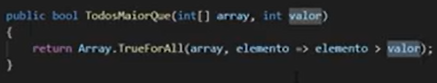 public bool TodosMaiorQue(int[] array, int valor)
{
return Array.TrueForAll(array, elemento => elemento > valor);
}